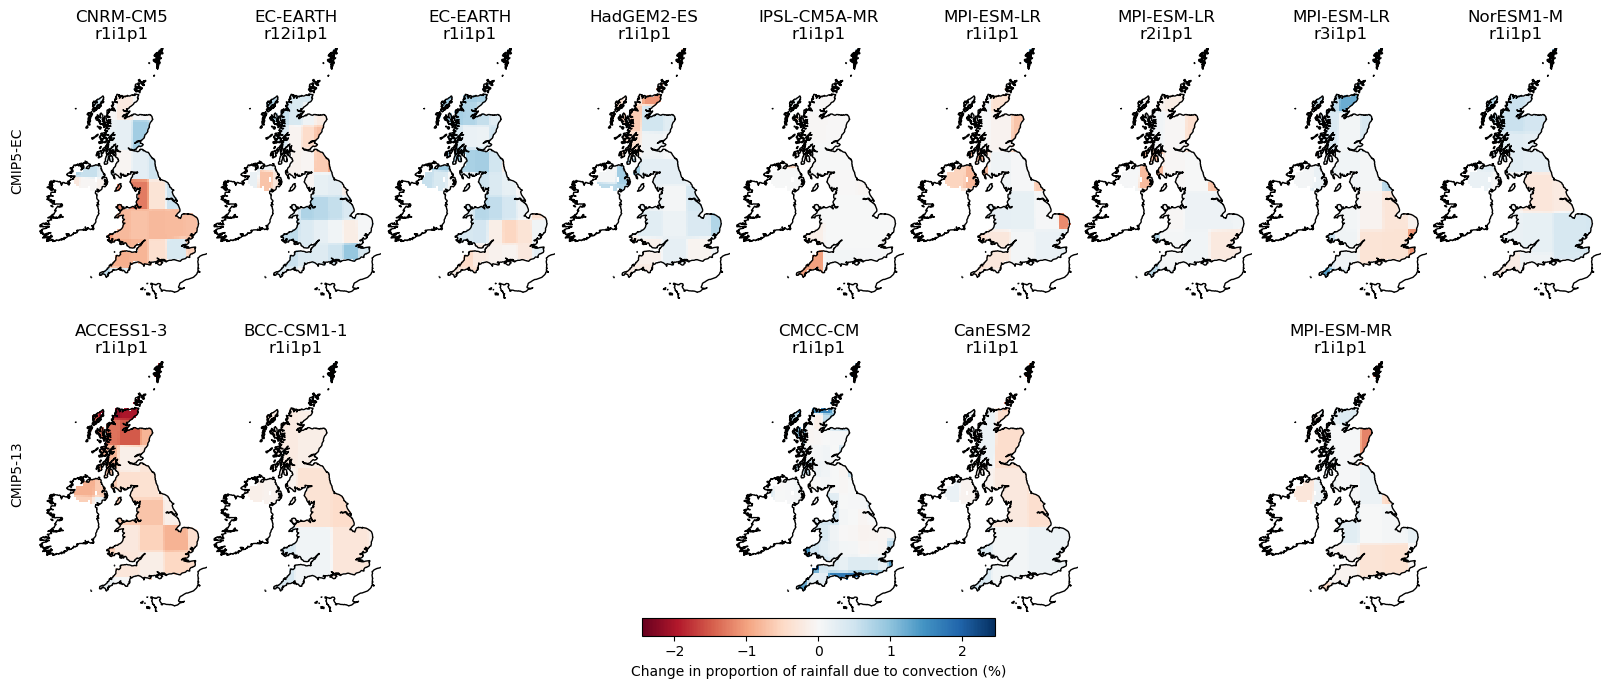 CNRM-CM5
r1i1p1
EC-EARTH
r12i1p1
EC-EARTH
r1i1p1
HadGEM2-ES
r1i1p1
IPSL-CM5A-MR
r1i1p1
MPI-ESM-LR
r1i1p1
MPI-ESM-LR
r2i1p1
MPI-ESM-LR
r3i1p1
NorESM1-M
r1i1p1
CMIP5-EC
ACCESS1-3
r1i1p1
BCC-CSM1-1
r1i1p1
CMCC-CM
r1i1p1
CanESM2
r1i1p1
MPI-ESM-MR
r1i1p1
CMIP5-13
−2 −1 0 1 2
Change in proportion of rainfall due to convection (%)